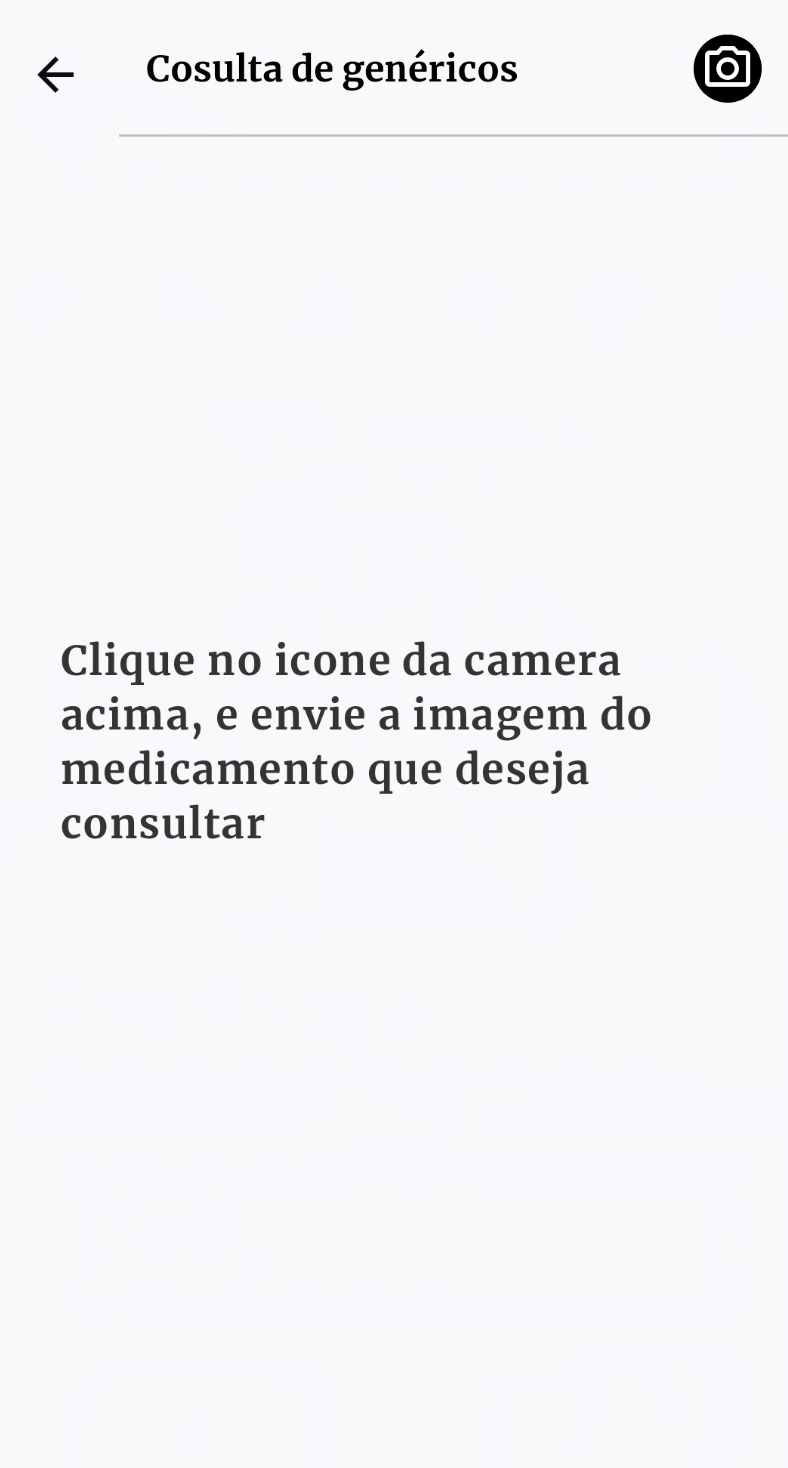 Cosulta de genéricos
Clique no icone da camera
acima, e envie a imagem do
medicamento que deseja
consultar